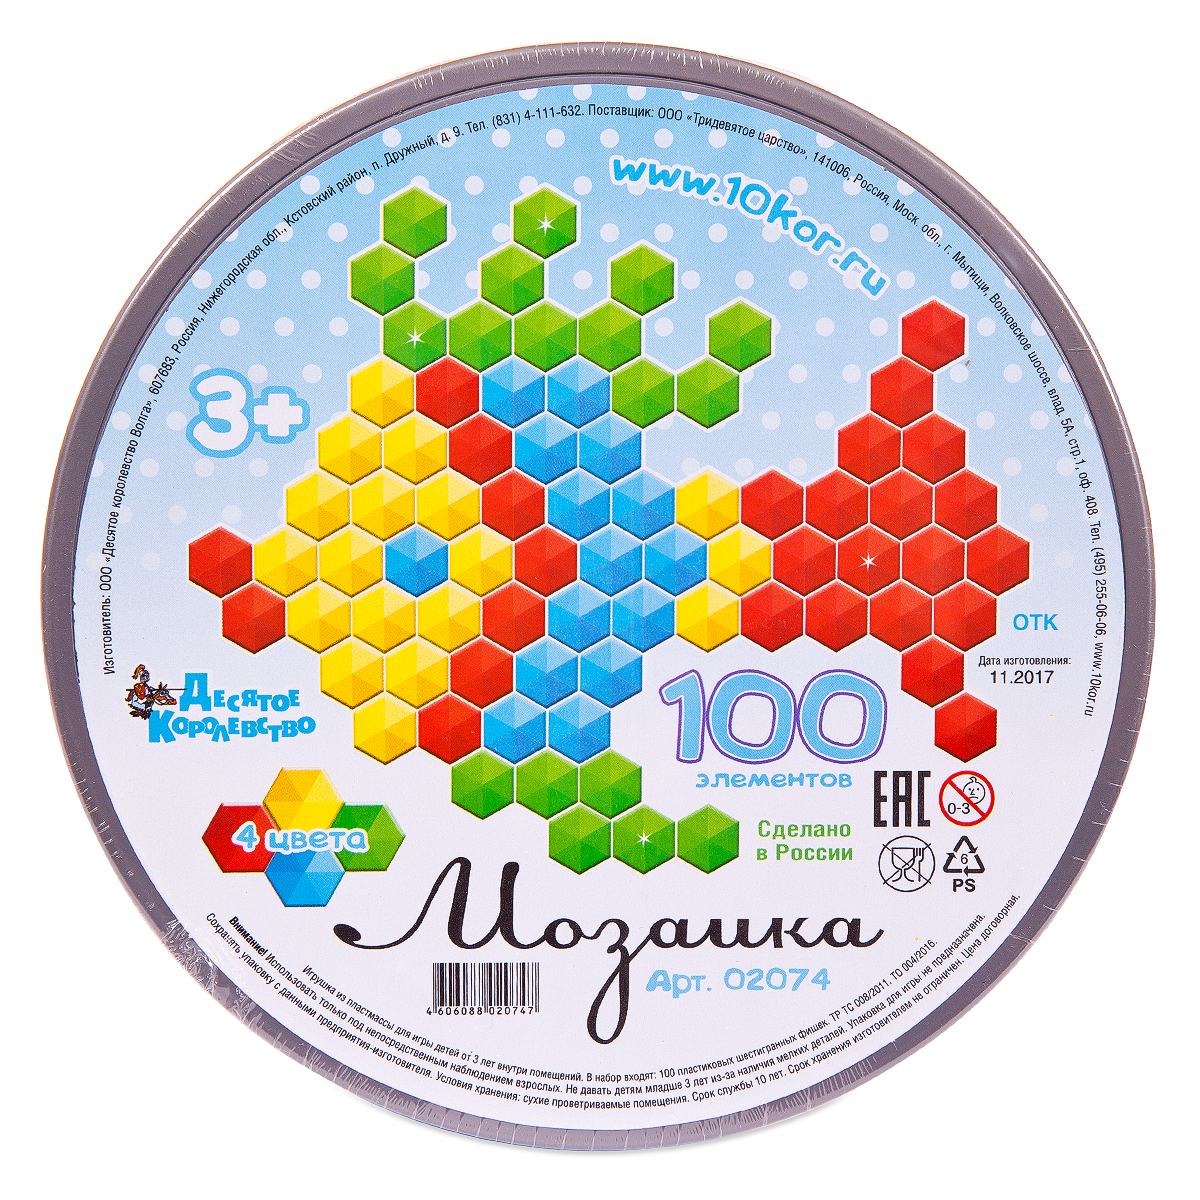 Изготовитель: ООО «Десятое королевство Волга», 607683, Россия, Нижегородская обл., Кстовский район, п. Дружный, д. 9. Тел. (831) 4-111-632. Поставщик: ООО «Тридевятое царство», 141006, Россия, Моск. обл., г. Мытищи, Волковское шоссе, влад. 5А, стр.1, оф. 408. Тел. (495) 255-06-06, www.10kor.ru
www.10kor.ru
3+
ОТК
Дата изготовления:
11.2017
Десятое
Королевство
100
элементов
EAC
0-3
4 цвета
Сделано
в России
6
PS
Мозаика
Арт. 02074
4 606088 020747
Игрушка из пластмассы для игры детей от 3 лет внутри помещений. В набор входят: 100 пластиковых шестигранных фишек. ТР ТС 008/2011. ТО 004/2016.
Внимание! Использовать только под непосредственным наблюдением взрослых. Не давать детям младше 3 лет из-за наличия мелких деталей. Упаковка для игры не предназначена.
Сохранять упаковку с данными предприятия-изготовителя. Условия хранения: сухие проветриваемые помещения. Срок службы 10 лет. Срок хранения изготовителем не ограничен. Цена договорная.